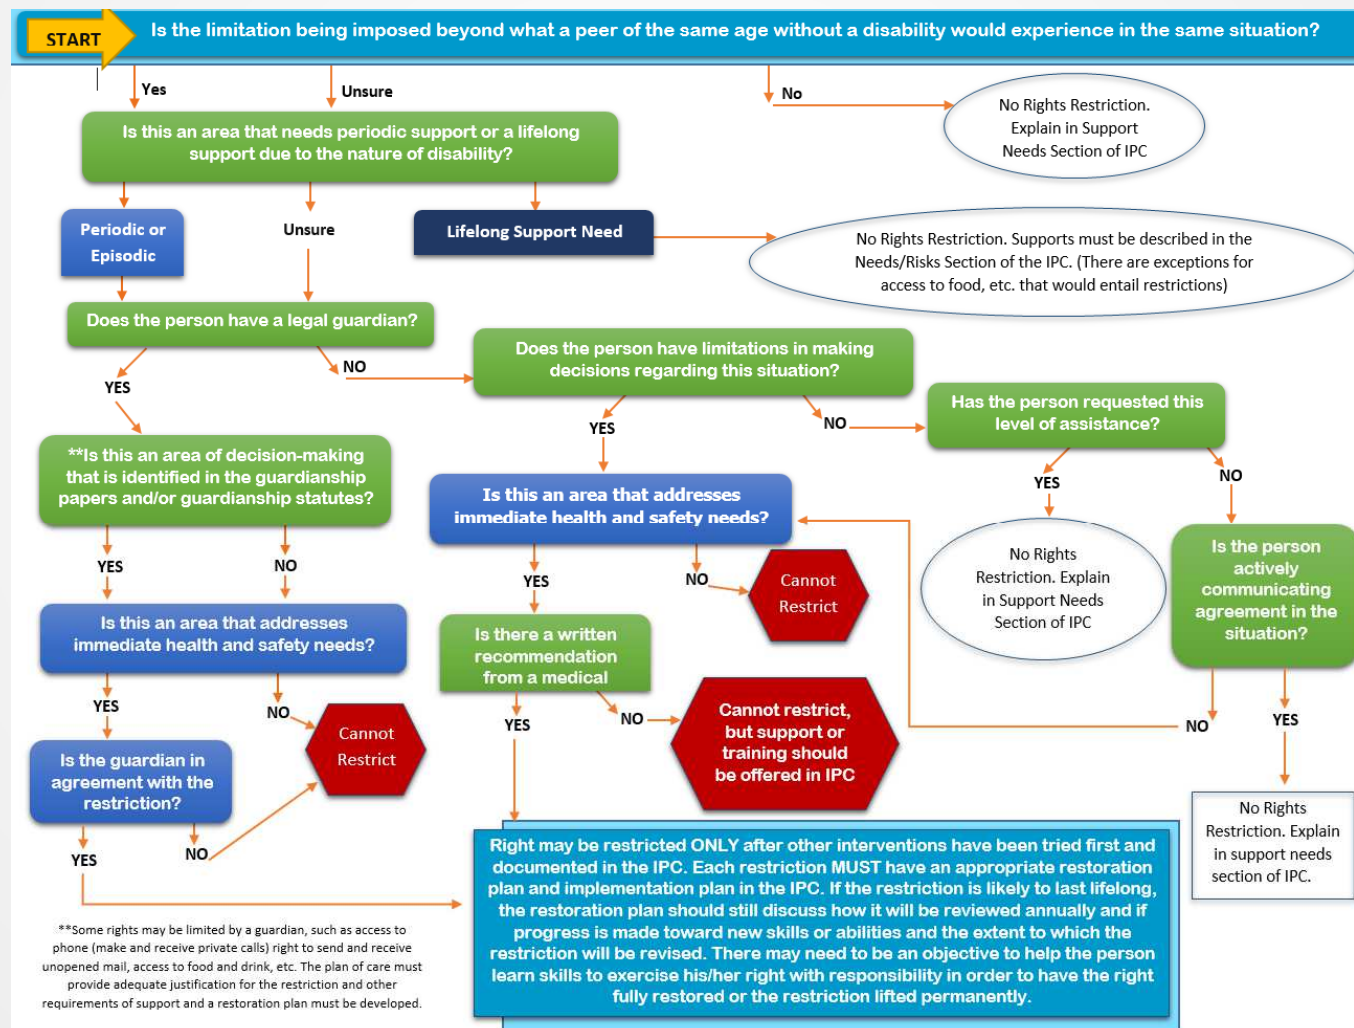 START
Is the limitation being imposed beyond what a peer of the same age without a disability would experience in the same situation?
Yes
Unsure
No
No Rights Restriction.
Explain in Support
Needs Section of IPC
Is this an area that needs periodic support or a lifelong
support due to the nature of disability?
Periodic or
Episodic
Unsure
Lifelong Support Need
No Rights Restriction. Supports must be described in the
Needs/Risks Section of the IPC. (There are exceptions for
access to food, etc. that would entail restrictions)
Does the person have a legal guardian?
YES
NO
Does the person have limitations in making
decisions regarding this situation?
YES
NO
Has the person requested this
level of assistance?
YES
NO
**Is this an area of decision-making
that is identified in the guardianship
papers and/or guardianship statutes?
YES
NO
Is this an area that addresses
immediate health and safety needs?
YES
NO
Cannot
Restrict
No Rights
Restriction. Explain
in Support Needs
Section of IPC
Is the person
actively
communicating
agreement in the
situation?
NO
YES
Is this an area that addresses
immediate health and safety needs?
YES
NO
Cannot
Restrict
Is there a written
recommendation
from a medical
YES
NO
Cannot restrict,
but support or
training should
be offered in IPC
Is the guardian in
agreement with the
restriction?
YES
NO
No Rights
Restriction. Explain
in support needs
section of IPC.
Right may be restricted ONLY after other interventions have been tried first and
documented in the IPC. Each restriction MUST have an appropriate restoration
plan and implementation plan in the IPC. If the restriction is likely to last lifelong,
the restoration plan should still discuss how it will be reviewed annually and if
progress is made toward new skills or abilities and the extent to which the
restriction will be revised. There may need to be an objective to help the person
learn skills to exercise his/her right with responsibility in order to have the right
fully restored or the restriction lifted permanently.
**Some rights may be limited by a guardian, such as access to
phone (make and receive private calls) right to send and receive
unopened mail, access to food and drink, etc. The plan of care must
provide adequate justification for the restriction and other
requirements of support and a restoration plan must be developed.